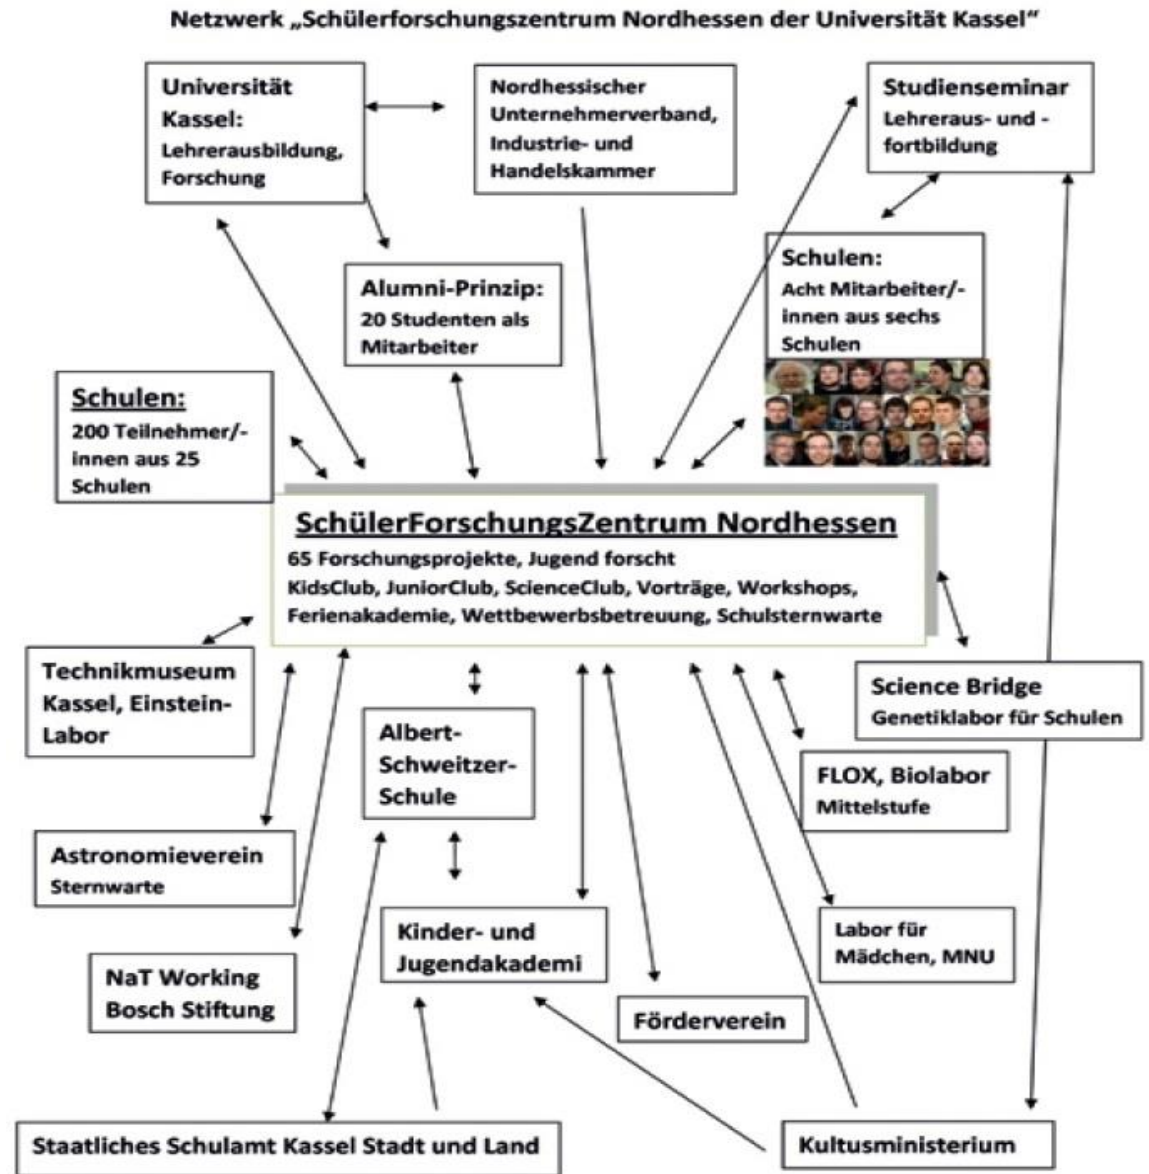 Netzwerk „Schülerforschungszentrum Nordhessen der Universität Kassel“
Universität
Kassel:
Lehrerausbildung,
Forschung
Nordhessischer
Unternehmerverband,
Industrie- und
Handelskammer
Studienseminar
Lehreraus- und -
fortbildung
Alumni-Prinzip:
20 Studenten als
Mitarbeiter
Schulen:
Acht Mitarbeiter/-
innen aus sechs
Schulen
Schulen:
200 Teilnehmer/-
innen aus 25
Schulen
SchülerForschungsZentrum Nordhessen
65 Forschungsprojekte, Jugend forscht
KidsClub, JuniorClub, ScienceClub, Vorträge, Workshops,
Ferienakademie, Wettbewerbsbetreuung, Schulsternwarte
Technikmuseum
Kassel, Einstein-
Labor
Albert-
Schweitzer-
Schule
Science Bridge
Genetiklabor für Schulen
FLOX, Biolabor
Mittelstufe
Astronomieverein
Sternwarte
Kinder- und
Jugendakademi
Labor für
Mädchen, MNU
NaT Working
Bosch Stiftung
Förderverein
Staatliches Schulamt Kassel Stadt und Land
Kultusministerium